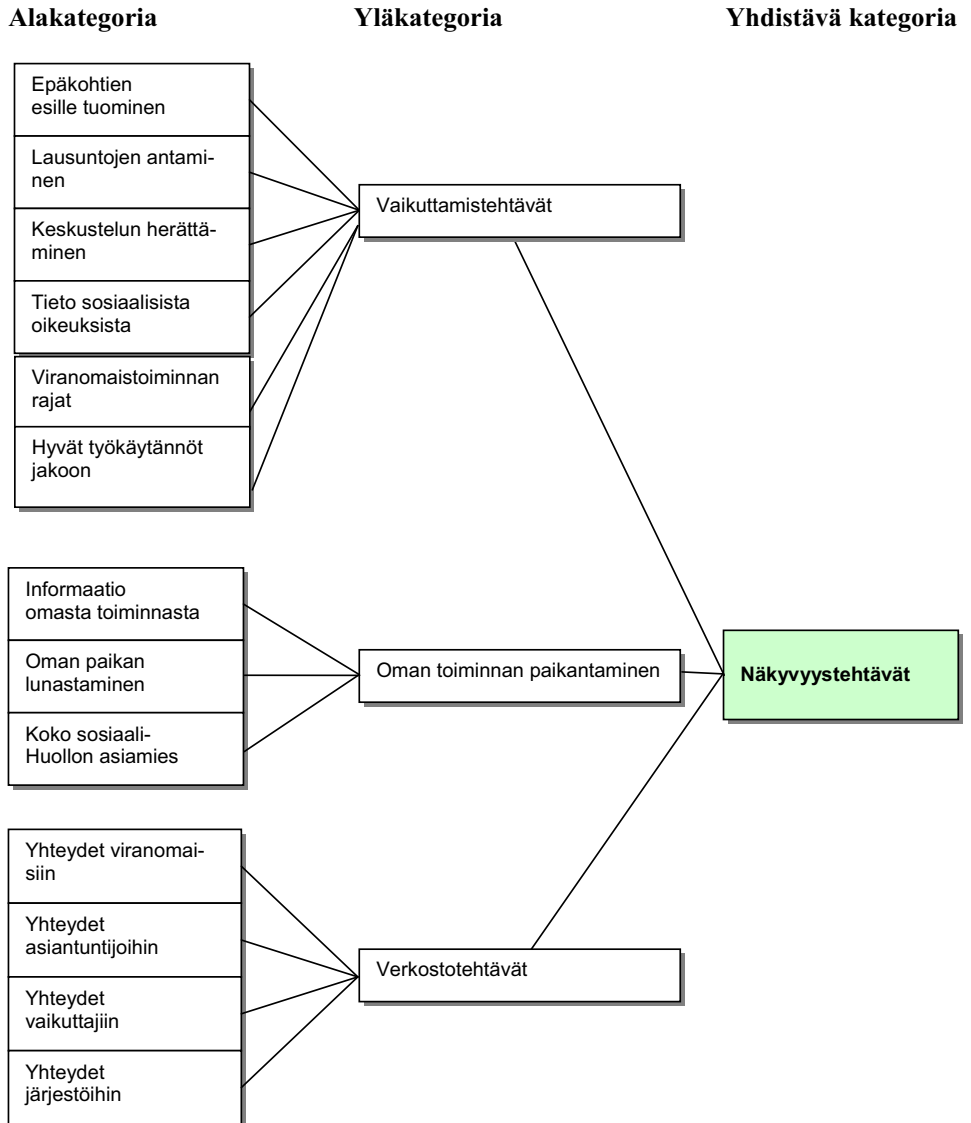 Alakategoria Yläkategoria Yhdistävä kategoria
Epäkohtien
esille tuominen
Lausuntojen antami-
nen
Keskustelun herättä-
minen
Tieto sosiaalisista
oikeuksista
Viranomaistoiminnan
rajat
Hyvät työkäytännöt
jakoon
Vaikuttamistehtävät
Informaatio
omasta toiminnasta
Oman paikan
lunastaminen
Koko sosiaali-
Huollon asiamies
Oman toiminnan paikantaminen
Näkyvyystehtävät
Yhteydet viranomai-
siin
Yhteydet
asiantuntijoihin
Yhteydet
vaikuttajiin
Yhteydet
järjestöihin
Verkostotehtävät